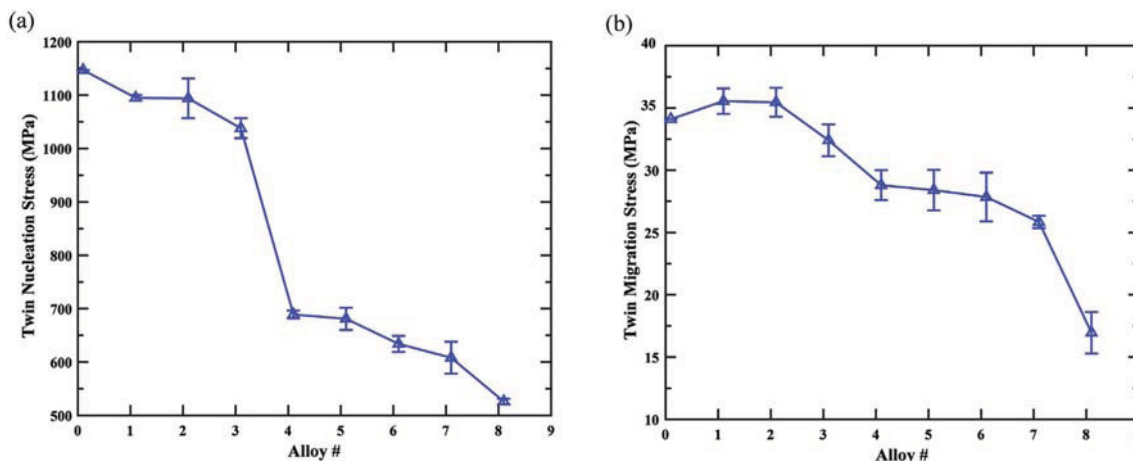 (a)
1200
1100
1000
900
800
700
600
500
Twin Nucleation Stress (MPa)
0 1 2 3 4 5 6 7 8 9
Alloy #
(b)
40
35
30
25
20
15
10
Twin Migration Stress (MPa)
0 1 2 3 4 5 6 7 8
Alloy #